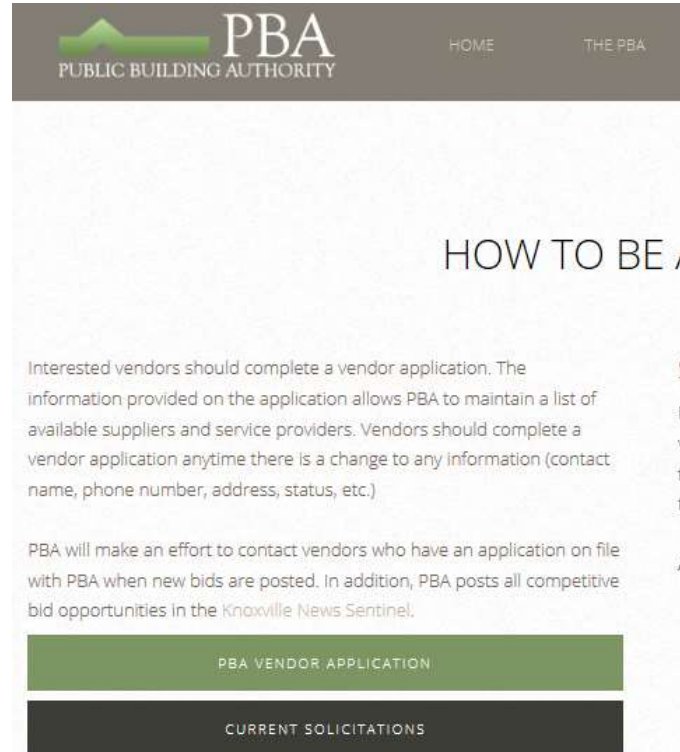 PBA
PUBLIC BUILDING AUTHORITY
HOME
THE PBA
HOW TO BE
Interested vendors should complete a vendor application. The
information provided on the application allows PBA to maintain a list of
available suppliers and service providers. Vendors should complete a
vendor application anytime there is a change to any information (contact
name, phone number, address, status, etc.)
PBA will make an effort to contact vendors who have an application on file
with PBA when new bids are posted. In addition, PBA posts all competitive
bid opportunities in the Knoxville News Sentinel.
PBA VENDOR APPLICATION
CURRENT SOLICITATIONS